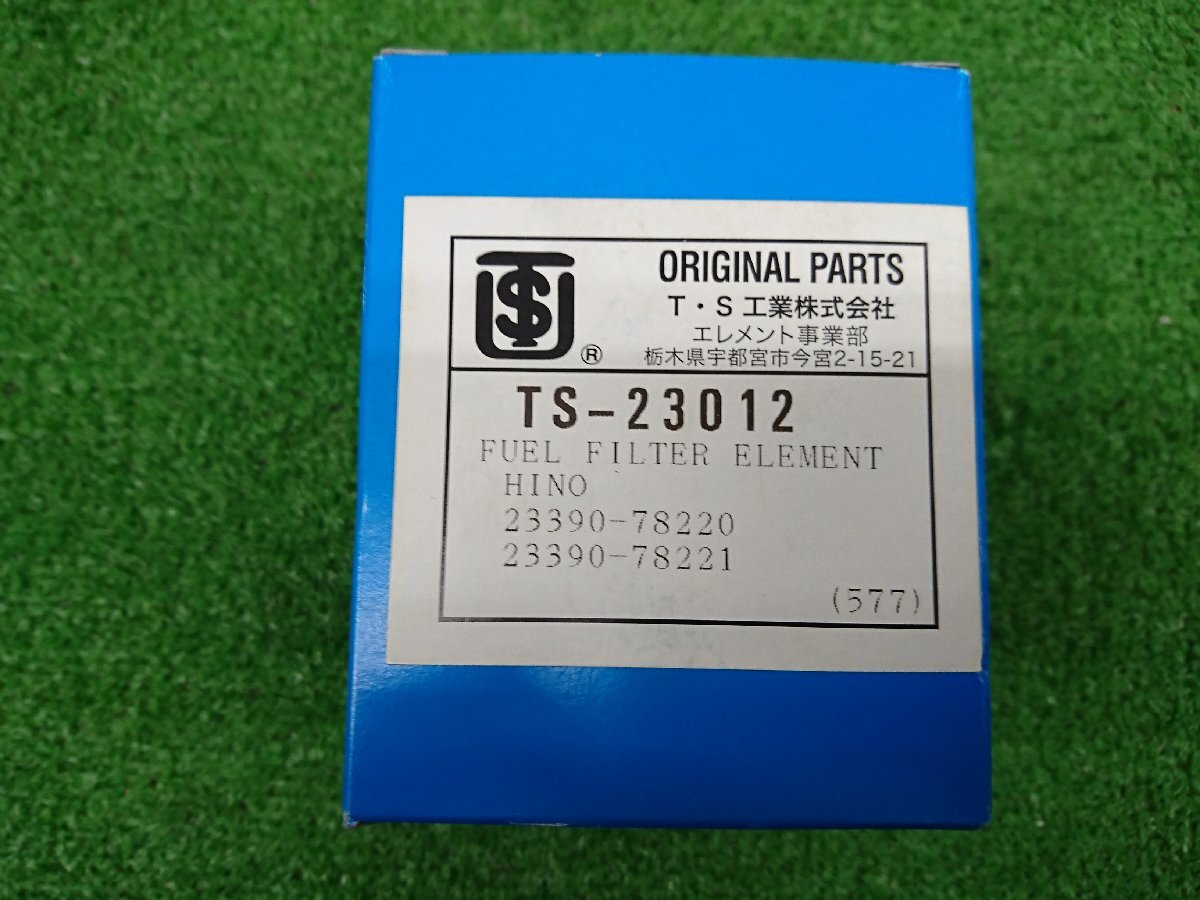 ORIGINAL PARTS
T・S工業株式会社
エレメント事業部
栃木県宇都宮市今宮2-15-21
TSU
®
TS-23012
FUEL FILTER ELEMENT
HINO
23390-78220
23390-78221
(577)